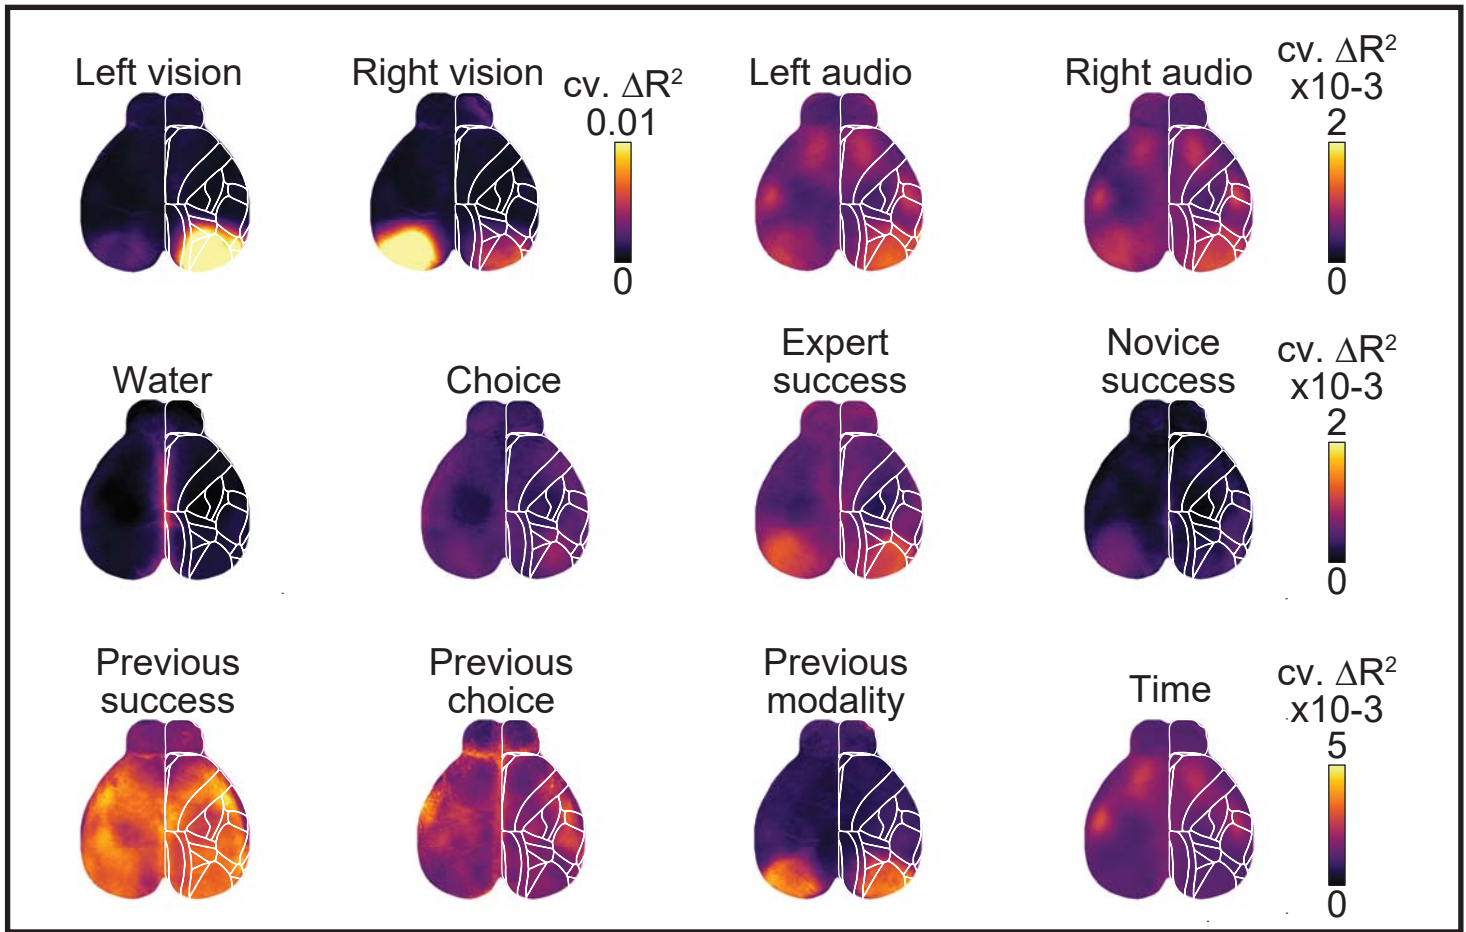 Left vision
Right vision
cv. ΔR²
0.01
0
Left audio
Right audio
cv. ΔR²
x10-3
2
0
Water
Choice
Expert
success
Novice
success
cv. ΔR²
x10-3
2
0
Previous
success
Previous
choice
Previous
modality
Time
cv. ΔR²
x10-3
5
0